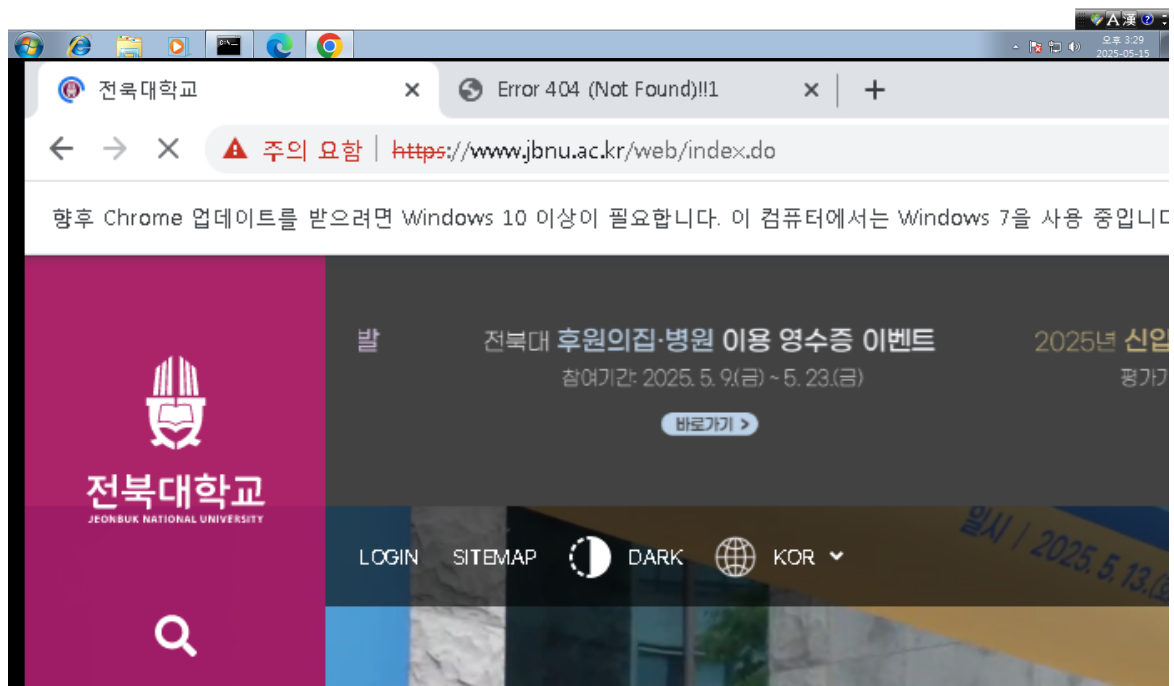 A 漢
오후 3:29
2025-05-15
전북대학교
Error 404 (Not Found)!!1
주의 요함
https://www.jbnu.ac.kr/web/index.do
향후 Chrome 업데이트를 받으려면 Windows 10 이상이 필요합니다. 이 컴퓨터에서는 Windows 7을 사용 중입니다
발
전북대 후원의집·병원 이용 영수증 이벤트
2025년 신입
참여기간: 2025. 5. 9.(금) ~ 5. 23.(금)
평가기
바로가기 >
전북대학교
JEONBUK NATIONAL UNIVERSITY
LOGIN SITEMAP DARK KOR
일시 / 2025. 5. 13.